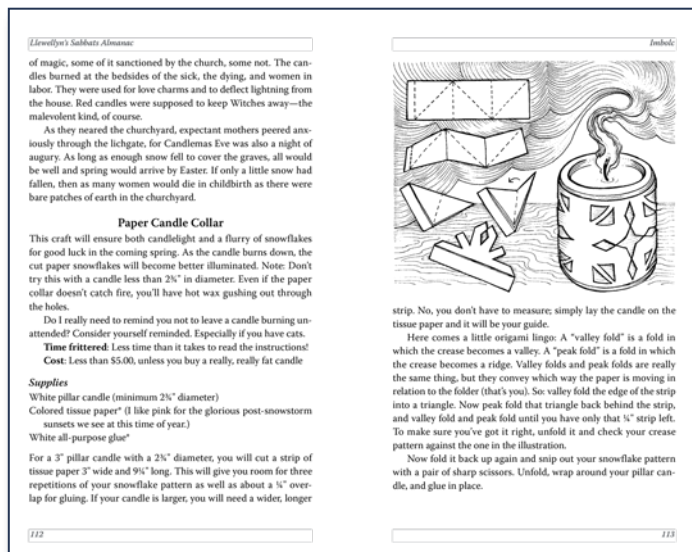 Llewellyn's Sabbats Almanac
of magic, some of it sanctioned by the church, some not. The can-
dles burned at the bedsides of the sick, the dying, and women in
labor. They were used for love charms and to deflect lightning from
the house. Red candles were supposed to keep Witches away—the
malevolent kind, of course.
As they neared the churchyard, expectant mothers peered anx-
iously through the lichgate, for Candlemas Eve was also a night of
augury. As long as enough snow fell to cover the graves, all would
be well and spring would arrive by Easter. If only a little snow had
fallen, then as many women would die in childbirth as there were
bare patches of earth in the churchyard.
Paper Candle Collar
This craft will ensure both candlelight and a flurry of snowflakes
for good luck in the coming spring. As the candle burns down, the
cut paper snowflakes will become better illuminated. Note: Don't
try this with a candle less than 2¾" in diameter. Even if the paper
collar doesn't catch fire, you'll have hot wax gushing out through
the holes.
Do I really need to remind you not to leave a candle burning un-
attended? Consider yourself reminded. Especially if you have cats.
Time frittered: Less time than it takes to read the instructions!
Cost: Less than $5.00, unless you buy a really, really fat candle
Supplies
White pillar candle (minimum 2¾" diameter)
Colored tissue paper* (I like pink for the glorious post-snowstorm
sunsets we see at this time of year.)
White all-purpose glue*
For a 3" pillar candle with a 2¾" diameter, you will cut a strip of
tissue paper 3" wide and 9¼" long. This will give you room for three
repetitions of your snowflake pattern as well as about a ¼" over-
lap for gluing. If your candle is larger, you will need a wider, longer
112
Imbolc
strip. No, you don't have to measure; simply lay the candle on the
tissue paper and it will be your guide.
Here comes a little origami lingo: A "valley fold" is a fold in
which the crease becomes a valley. A "peak fold" is a fold in which
the crease becomes a ridge. Valley folds and peak folds are really
the same thing, but they convey which way the paper is moving in
relation to the folder (that's you). So: valley fold the edge of the strip
into a triangle. Now peak fold that triangle back behind the strip,
and valley fold and peak fold until you have only that ¼" strip left.
To make sure you've got it right, unfold it and check your crease
pattern against the one in the illustration.
Now fold it back up again and snip out your snowflake pattern
with a pair of sharp scissors. Unfold, wrap around your pillar can-
dle, and glue in place.
113